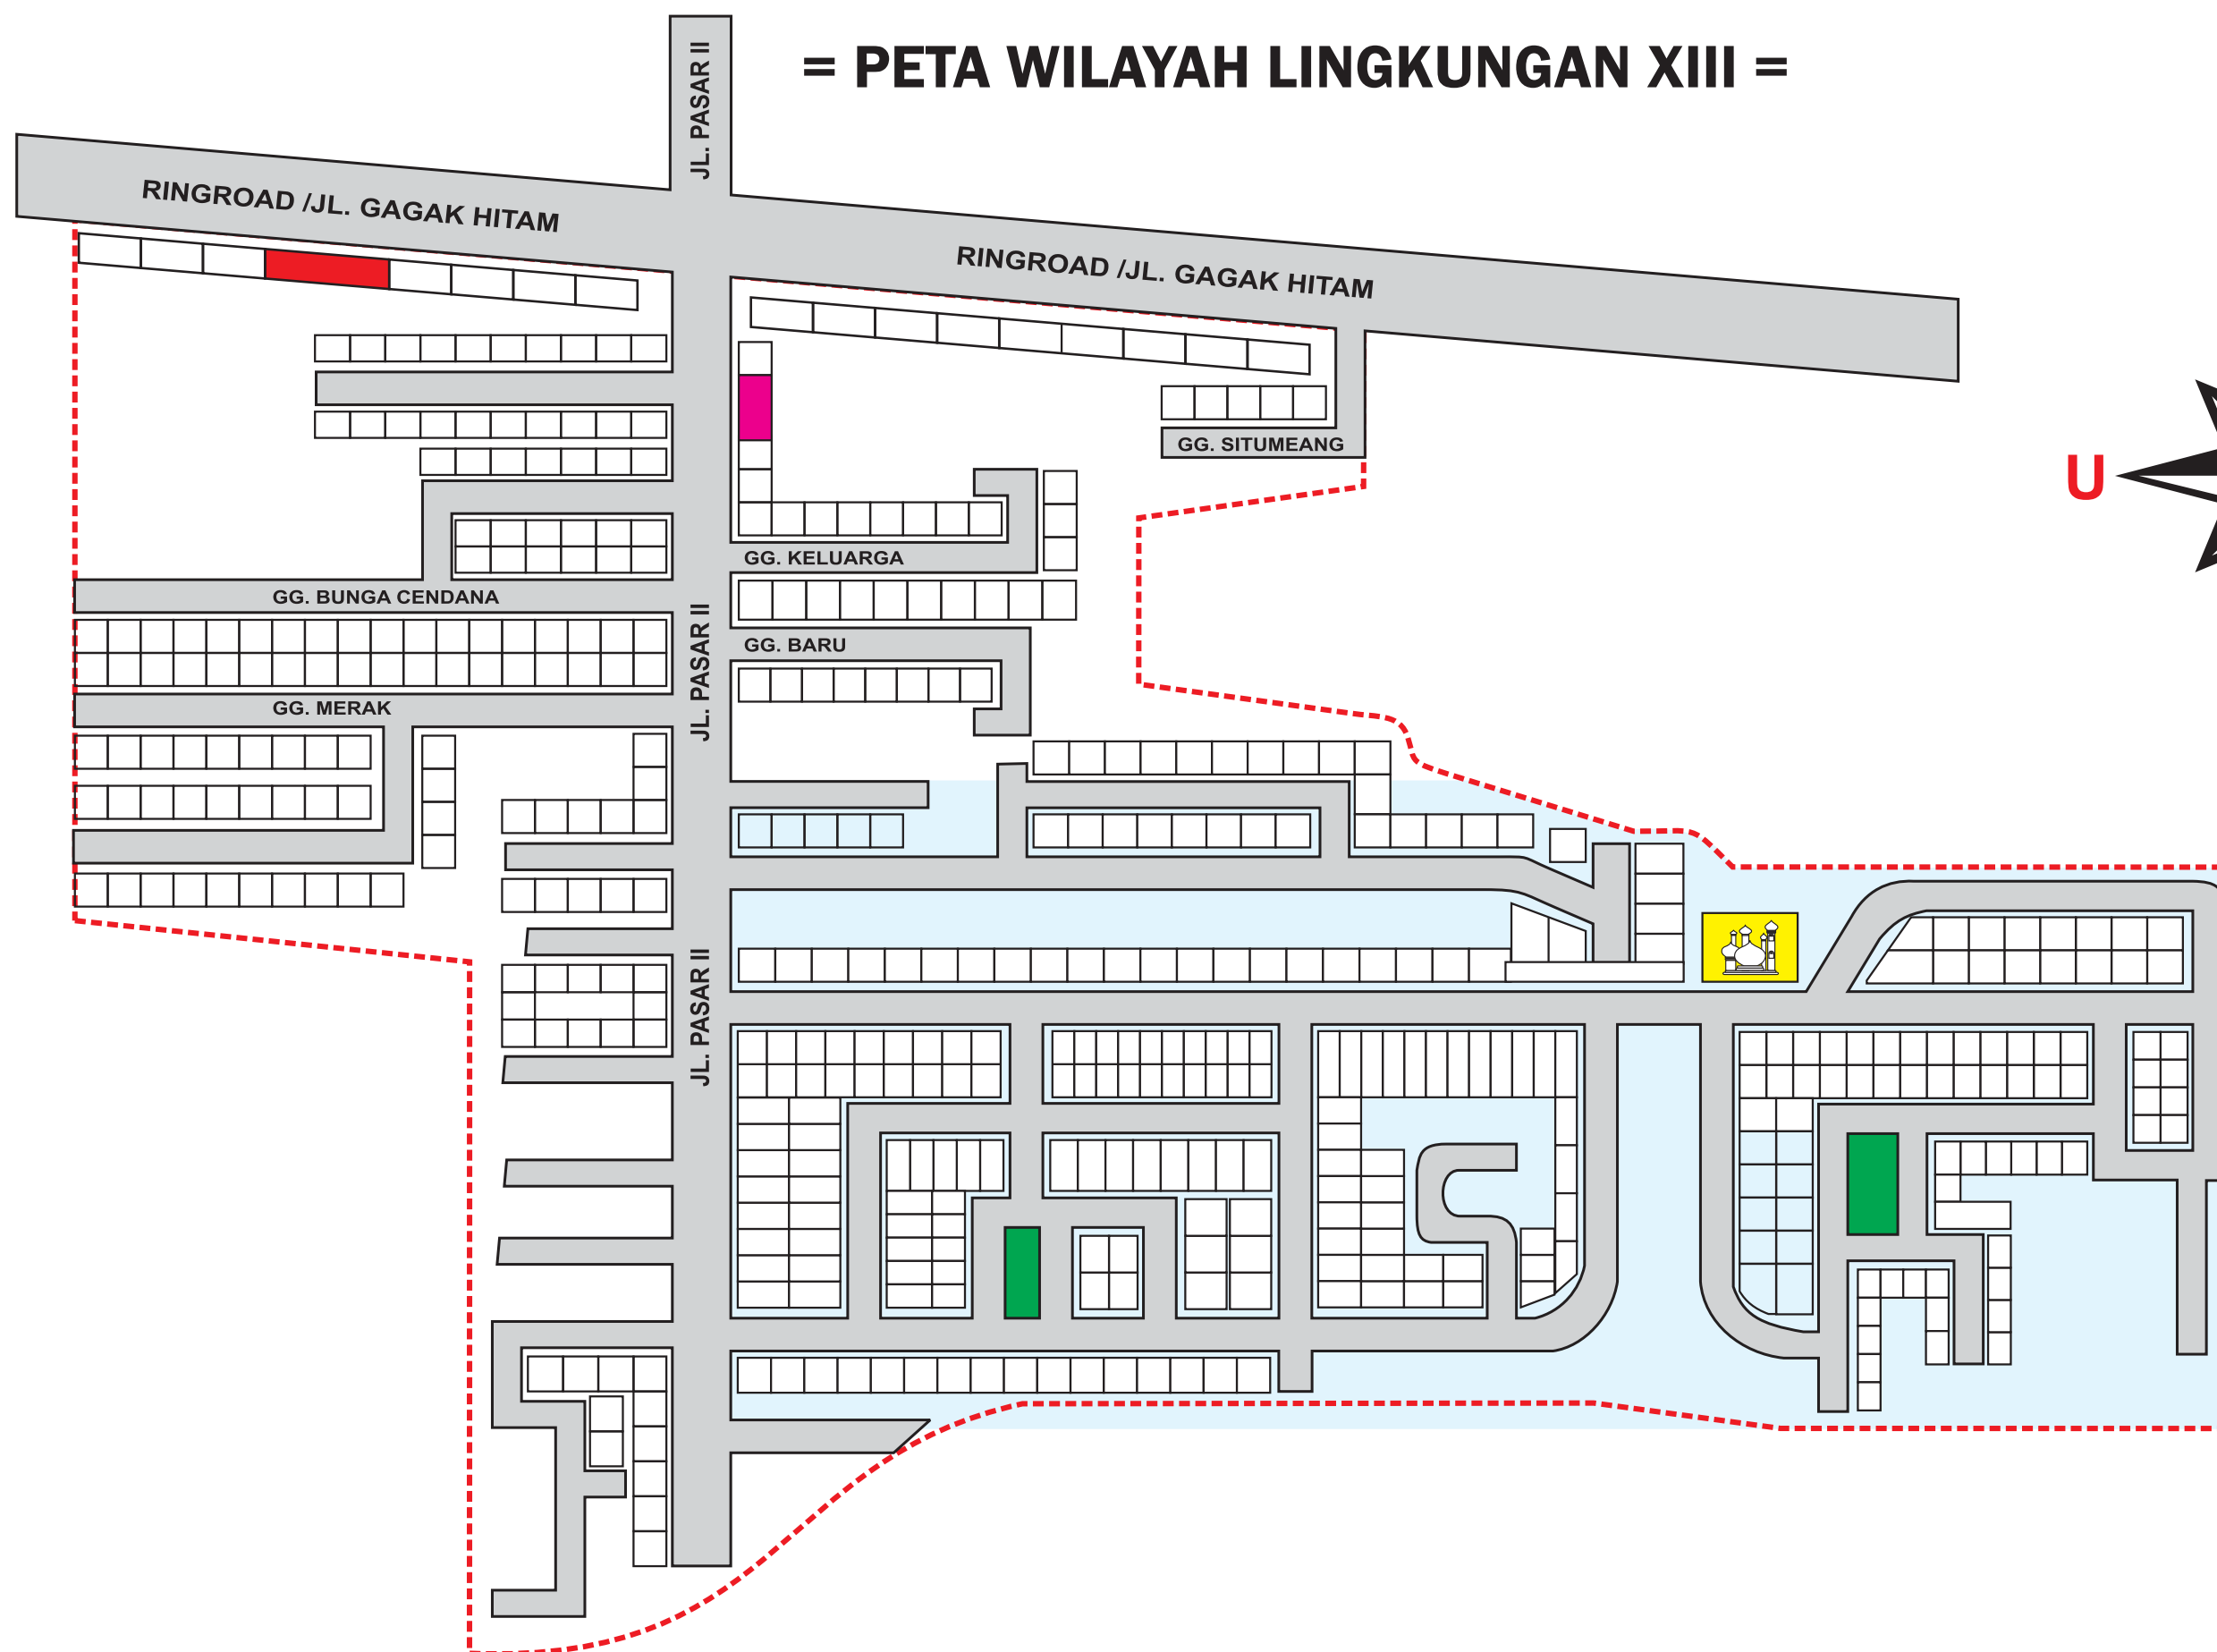 = PETA WILAYAH LINGKUNGAN XIII =
JL. PASAR II
RINGROAD /JL. GAGAK HITAM
RINGROAD /JL. GAGAK HITAM
GG. SITUMEANG
U
GG. KELUARGA
GG. BUNGA CENDANA
GG. BARU
JL. PASAR II
GG. MERAK
JL. PASAR II